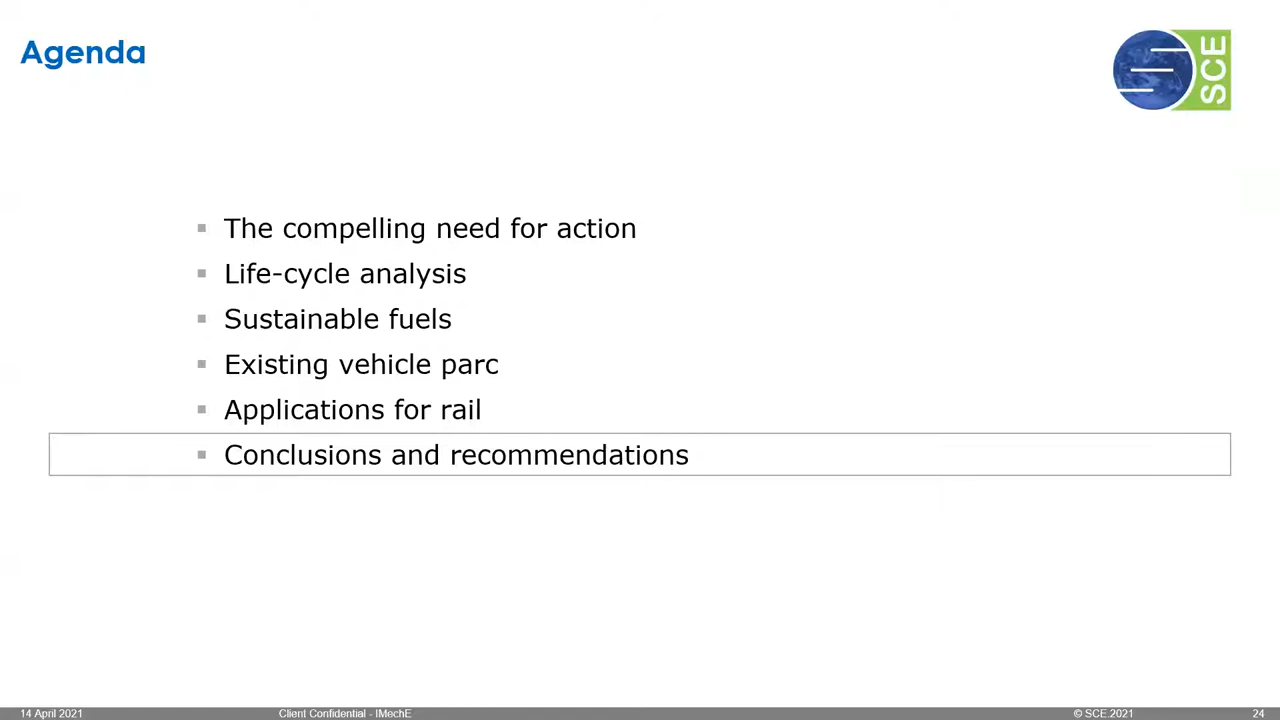 Agenda
SCE
The compelling need for action
Life-cycle analysis
Sustainable fuels
Existing vehicle parc
Applications for rail
Conclusions and recommendations
14 April 2021
Client Confidential - IMechE
© SCE.2021
24